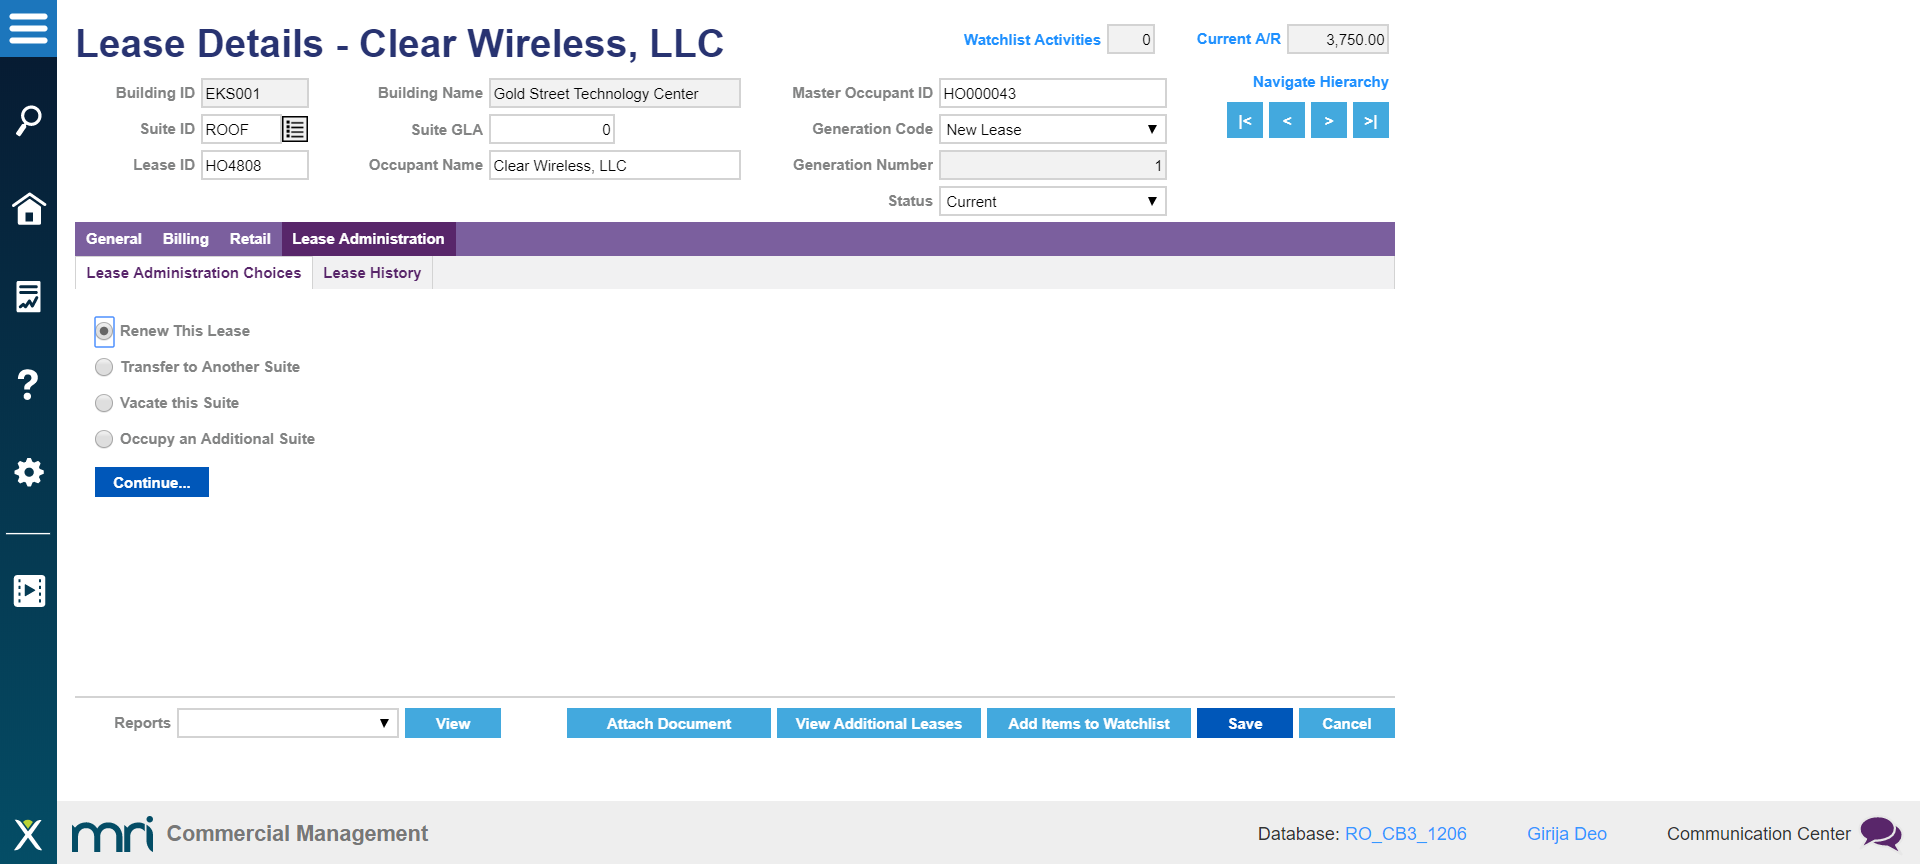 Lease Details - Clear Wireless, LLC
Watchlist Activities 0
Current A/R 3,750.00
Navigate Hierarchy
|< < > >|
Building ID EKS001
Building Name Gold Street Technology Center
Master Occupant ID HO000043
Suite ID ROOF
Suite GLA 0
Generation Code New Lease
Lease ID HO4808
Occupant Name Clear Wireless, LLC
Generation Number 1
Status Current
General Billing Retail Lease Administration
Lease Administration Choices Lease History
Renew This Lease
Transfer to Another Suite
Vacate this Suite
Occupy an Additional Suite
Continue...
Reports View Attach Document View Additional Leases Add Items to Watchlist Save Cancel
mri Commercial Management Database: RO_CB3_1206 Girija Deo Communication Center